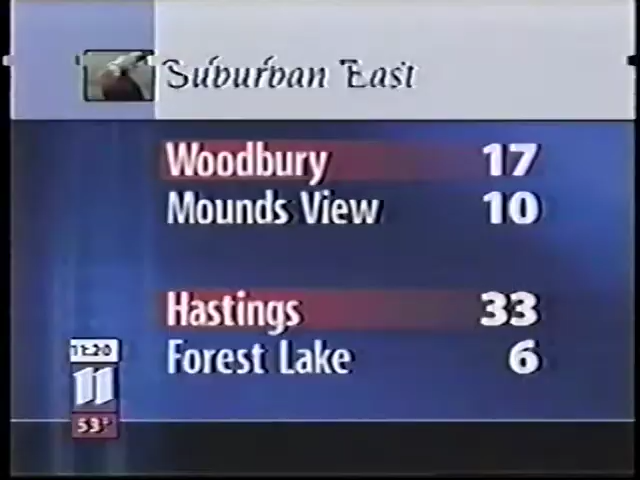 Suburban East
Woodbury 17
Mounds View 10
Hastings 33
Forest Lake 6
11:20
11
53°